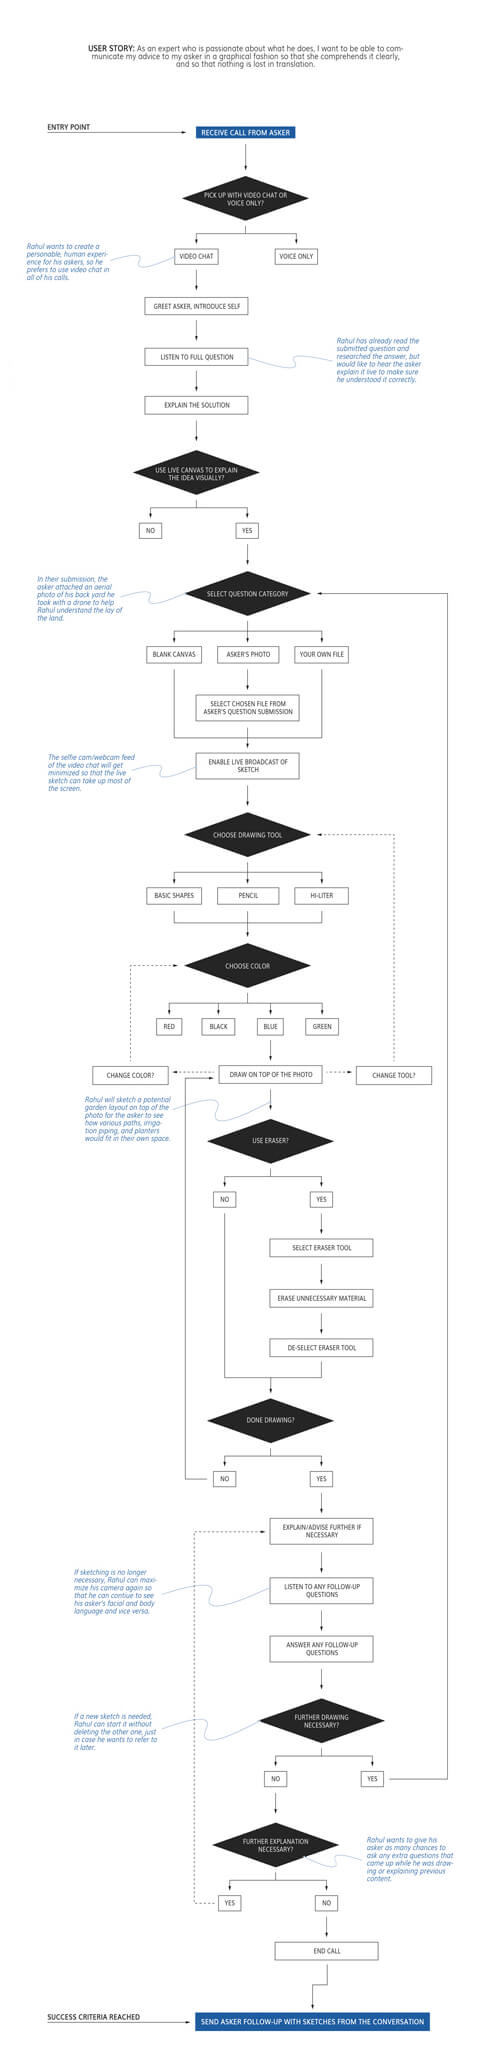 USER STORY: As an expert who is passionate about what he does, I want to be able to com-
municate my advice to my asker in a graphical fashion so that she comprehends it clearly,
and so that nothing is lost in translation.
ENTRY POINT
RECEIVE CALL FROM ASKER
PICK UP WITH VIDEO CHAT OR
VOICE ONLY?
Rahul wants to create a
personable, human experi-
ence for his askers, so he
prefers to use video chat in
all of his calls.
VIDEO CHAT
VOICE ONLY
GREET ASKER, INTRODUCE SELF
LISTEN TO FULL QUESTION
Rahul has already read the
submitted question and
researched the answer, but
would like to hear the asker
explain it live to make sure
he understood it correctly.
EXPLAIN THE SOLUTION
USE LIVE CANVAS TO EXPLAIN
THE IDEA VISUALLY?
NO
YES
In their submission, the
asker attached an aerial
photo of his back yard he
took with a drone to help
Rahul understand the lay of
the land.
SELECT QUESTION CATEGORY
BLANK CANVAS
ASKER'S PHOTO
YOUR OWN FILE
SELECT CHOSEN FILE FROM
ASKER'S QUESTION SUBMISSION
The selfie cam/webcam feed
of the video chat will get
minimized so that the live
sketch can take up most of
the screen.
ENABLE LIVE BROADCAST OF
SKETCH
CHOOSE DRAWING TOOL
BASIC SHAPES
PENCIL
HI-LITER
CHOOSE COLOR
RED
BLACK
BLUE
GREEN
CHANGE COLOR?
DRAW ON TOP OF THE PHOTO
CHANGE TOOL?
Rahul will sketch a potential
garden layout on top of the
photo for the asker to see
how various paths, irriga-
tion piping, and planters
would fit in their own space.
USE ERASER?
NO
YES
SELECT ERASER TOOL
ERASE UNNECESSARY MATERIAL
DE-SELECT ERASER TOOL
DONE DRAWING?
NO
YES
EXPLAIN/ADVISE FURTHER IF
NECESSARY
If sketching is no longer
necessary, Rahul can maxi-
mize his camera again so
that he can contiue to see
his asker's facial and body
language and vice versa.
LISTEN TO ANY FOLLOW-UP
QUESTIONS
ANSWER ANY FOLLOW-UP
QUESTIONS
If a new sketch is needed,
Rahul can start it without
deleting the other one, just
in case he wants to refer to
it later.
FURTHER DRAWING
NECESSARY?
NO
YES
FURTHER EXPLANATION
NECESSARY?
Rahul wants to give his
asker as many chances to
ask any extra questions that
came up while he was draw-
ing or explaining previous
content.
YES
NO
END CALL
SUCCESS CRITERIA REACHED
SEND ASKER FOLLOW-UP WITH SKETCHES FROM THE CONVERSATION